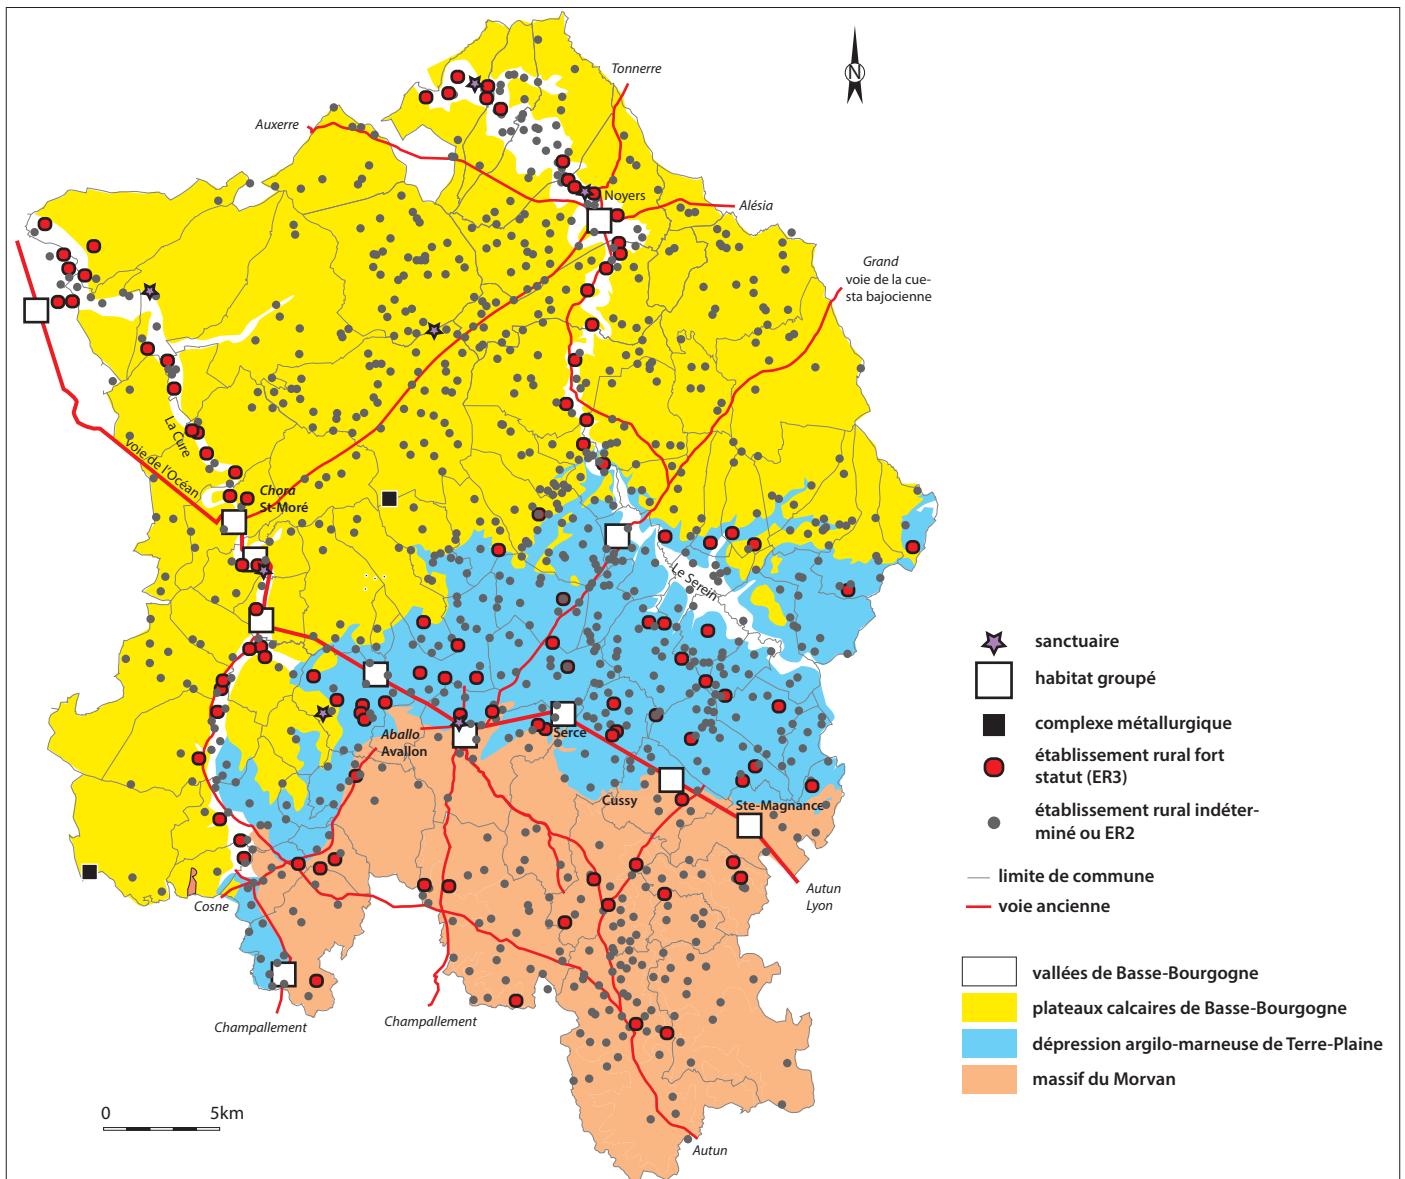 Tonnerre
N
Auxerre
Noyers
Alésia
Grand
voie de la cue-
sta bajocienne
La Cure
voie de l'Océan
Chora
St-Moré
Le Serein
sanctuaire
habitat groupé
complexe métallurgique
établissement rural fort
statut (ER3)
établissement rural indéter-
miné ou ER2
limite de commune
voie ancienne
Aballo
Avallon
Serce
Cussy
Ste-Magnance
Autun
Lyon
Cosne
Champallement
Champallement
vallées de Basse-Bourgogne
plateaux calcaires de Basse-Bourgogne
dépression argilo-marneuse de Terre-Plaine
massif du Morvan
0 5km
Autun